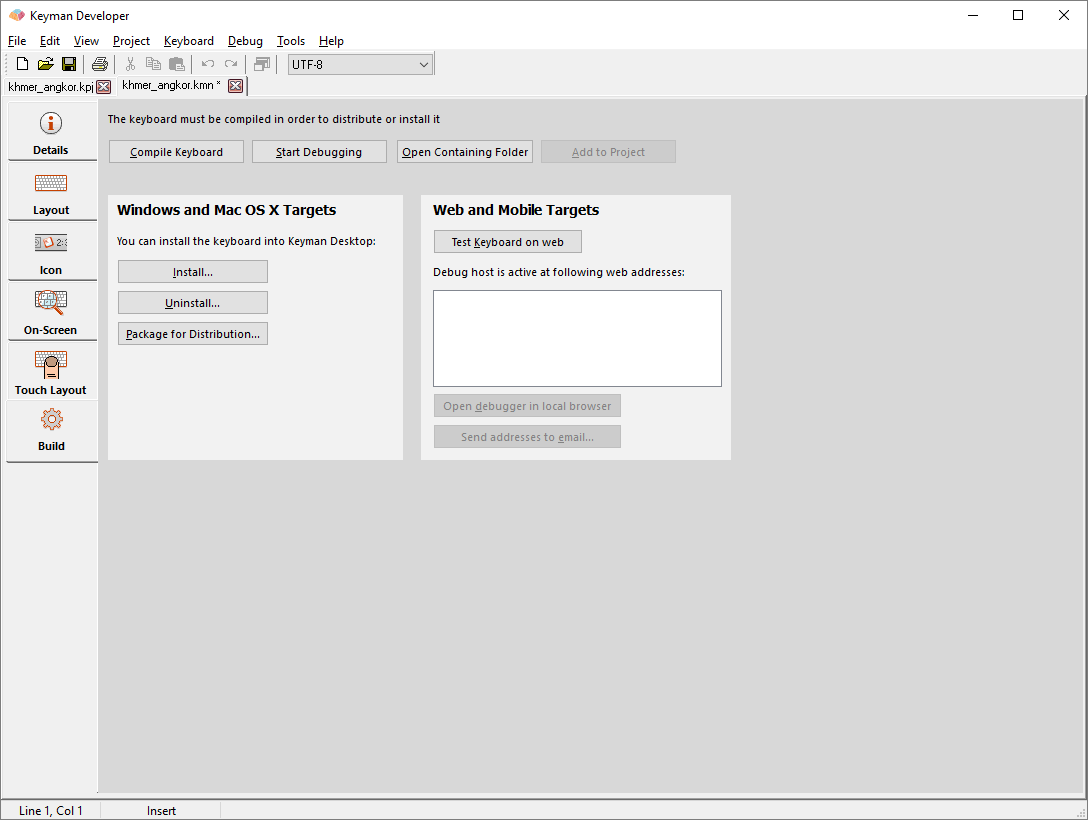 Keyman Developer
File Edit View Project Keyboard Debug Tools Help
UTF-8
khmer_angkor.kpj khmer_angkor.kmn *
Details
Layout
Icon
On-Screen
Touch Layout
Build
The keyboard must be compiled in order to distribute or install it
Compile Keyboard Start Debugging Open Containing Folder Add to Project
Windows and Mac OS X Targets
You can install the keyboard into Keyman Desktop:
Install...
Uninstall...
Package for Distribution...
Web and Mobile Targets
Test Keyboard on web
Debug host is active at following web addresses:
Open debugger in local browser
Send addresses to email...
Line 1, Col 1 Insert